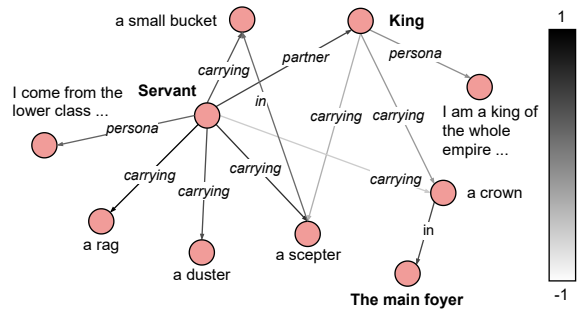 a small bucket
King
1
partner
persona
carrying
in
Servant
I come from the
lower class ...
persona
carrying
carrying
I am a king of
the whole
empire ...
carrying
carrying
carrying
carrying
a crown
a rag
a duster
a scepter
in
The main foyer
-1